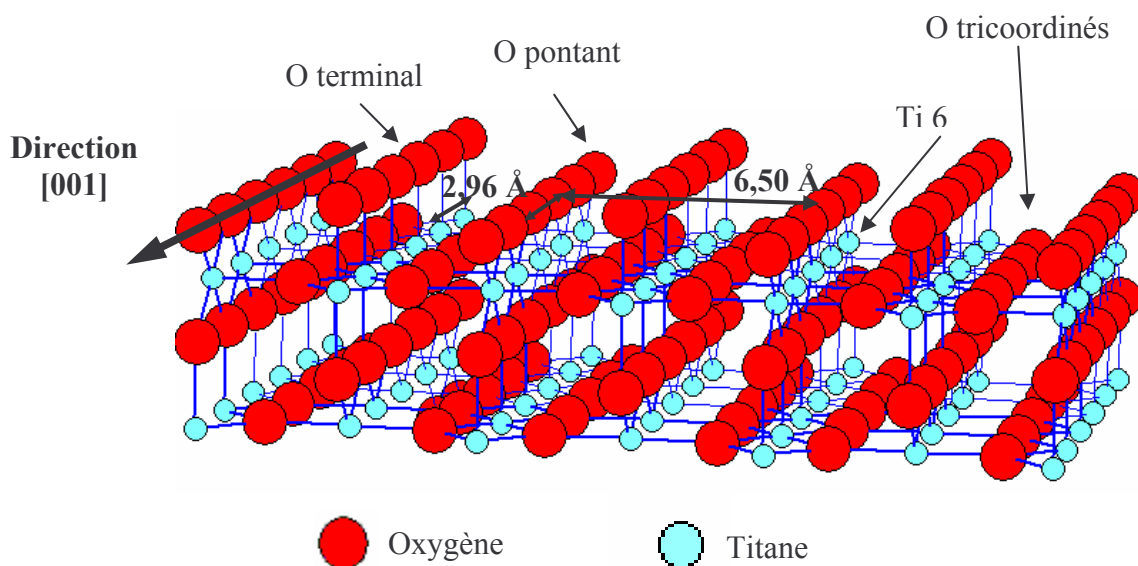 O tricoordinés
O pontant
O terminal
Ti 6
Direction
[001]
2,96 Å
6,50 Å
Oxygène
Titane